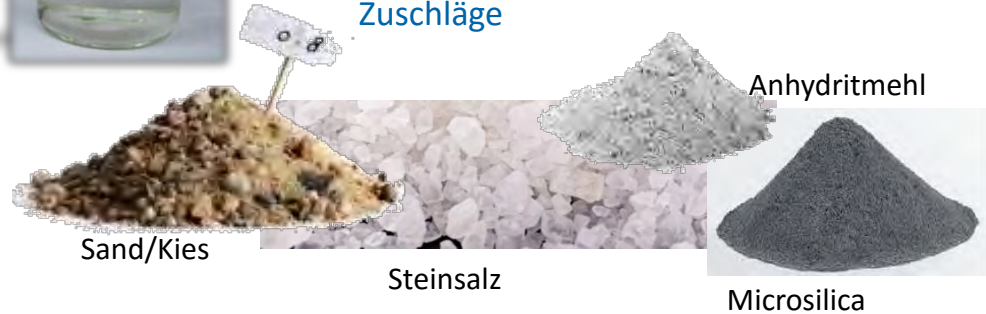 Zuschläge
Anhydritmehl
Sand/Kies
Steinsalz
Microsilica